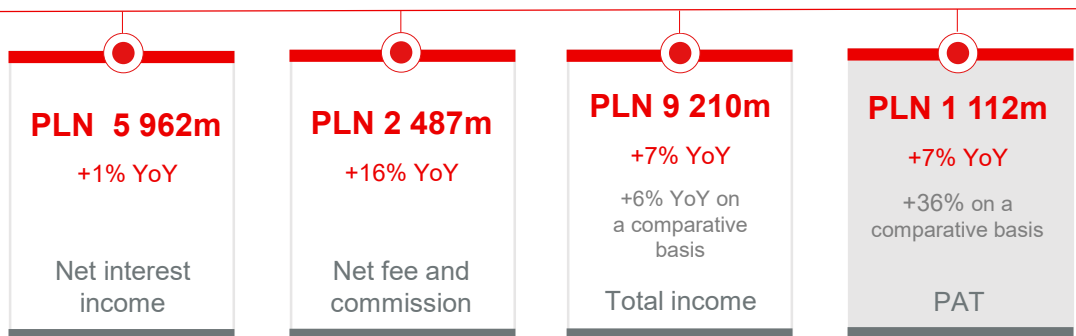 PLN 5 962m
+1% YoY
Net interest
income
PLN 2 487m
+16% YoY
Net fee and
commission
PLN 9 210m
+7% YoY
+6% YoY on
a comparative
basis
Total income
PLN 1 112m
+7% YoY
+36% on a
comparative basis
PAT